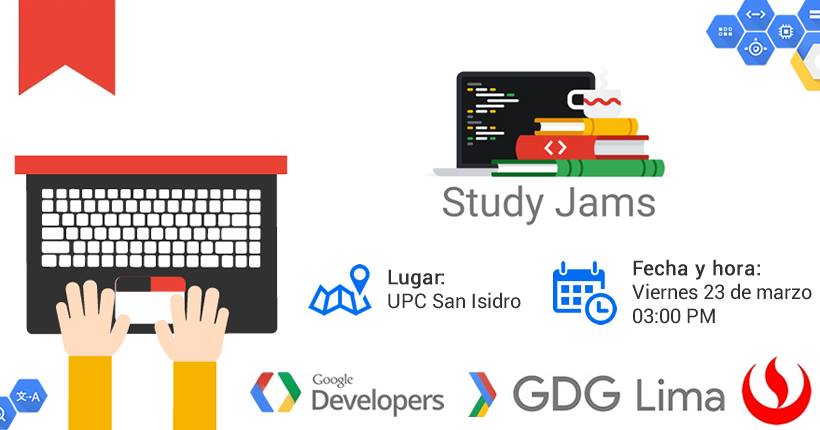 Study Jams
Lugar:
UPC San Isidro
Fecha y hora:
Viernes 23 de marzo
03:00 PM
文-A
Google
Developers
GDG Lima